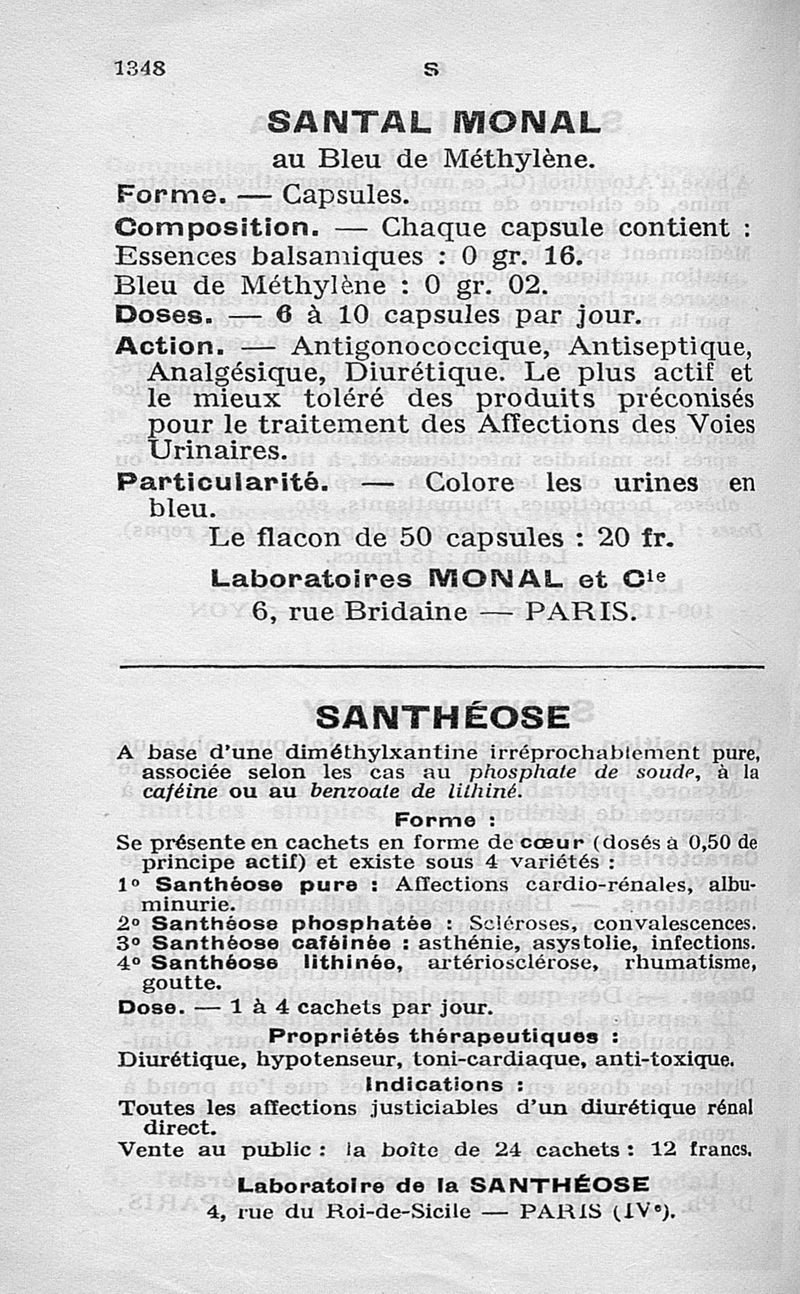 1348 S
SANTAL MONAL
au Bleu de Méthylène.
Forme. — Capsules.
Composition. — Chaque capsule contient :
Essences balsamiques : 0 gr. 16.
Bleu de Méthylène : 0 gr. 02.
Doses. — 6 à 10 capsules par jour.
Action. — Antigonococcique, Antiseptique,
Analgésique, Diurétique. Le plus actif et
le mieux toléré des produits préconisés
pour le traitement des Affections des Voies
Urinaires.
Particularité. — Colore les urines en
bleu.
Le flacon de 50 capsules : 20 fr.
Laboratoires MONAL et Cie
6, rue Bridaine — PARIS.
SANTHÉOSE
A base d'une diméthylxantine irréprochablement pure,
associée selon les cas au phosphate de soude, à la
caféine ou au benzoate de lithiné.
Forme :
Se présente en cachets en forme de cœur (dosés à 0,50 de
principe actif) et existe sous 4 variétés :
1º Santhéose pure : Affections cardio-rénales, albu-
minurie.
2º Santhéose phosphatée : Scléroses, convalescences.
3º Santhéose caféinée : asthénie, asystolie, infections.
4º Santhéose lithinée, artériosclérose, rhumatisme,
goutte.
Dose. — 1 à 4 cachets par jour.
Propriétés thérapeutiques :
Diurétique, hypotenseur, toni-cardiaque, anti-toxique.
Indications :
Toutes les affections justiciables d'un diurétique rénal
direct.
Vente au public : la boîte de 24 cachets : 12 francs.
Laboratoire de la SANTHÉOSE
4, rue du Roi-de-Sicile — PARIS (IVe).